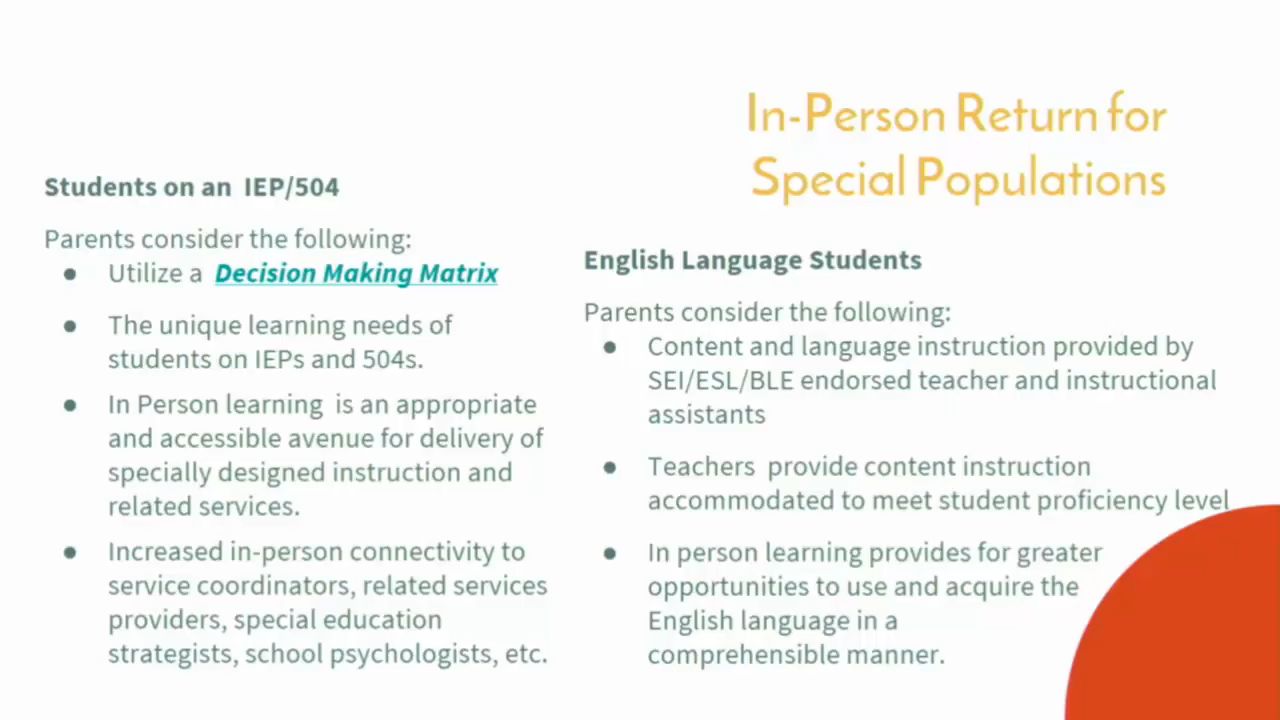 In-Person Return for
Special Populations
Students on an IEP/504
Parents consider the following:
● Utilize a Decision Making Matrix
● The unique learning needs of
students on IEPs and 504s.
● In Person learning is an appropriate
and accessible avenue for delivery of
specially designed instruction and
related services.
● Increased in-person connectivity to
service coordinators, related services
providers, special education
strategists, school psychologists, etc.
English Language Students
Parents consider the following:
● Content and language instruction provided by
SEI/ESL/BLE endorsed teacher and instructional
assistants
● Teachers provide content instruction
accommodated to meet student proficiency level
● In person learning provides for greater
opportunities to use and acquire the
English language in a
comprehensible manner.